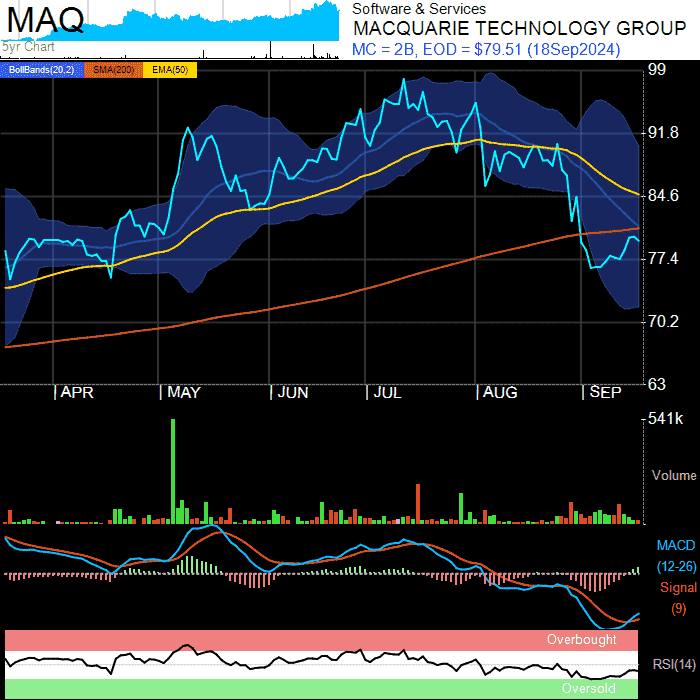 MAQ
5yr Chart
Software & Services
MACQUARIE TECHNOLOGY GROUP
MC = 2B, EOD = $79.51 (18Sep2024)
BollBands(20,2) SMA(200) EMA(50)
99
91.8
84.6
77.4
70.2
63
APR MAY JUN JUL AUG SEP
541k
Volume
MACD
(12-26)
Signal
(9)
Overbought
RSI(14)
Oversold